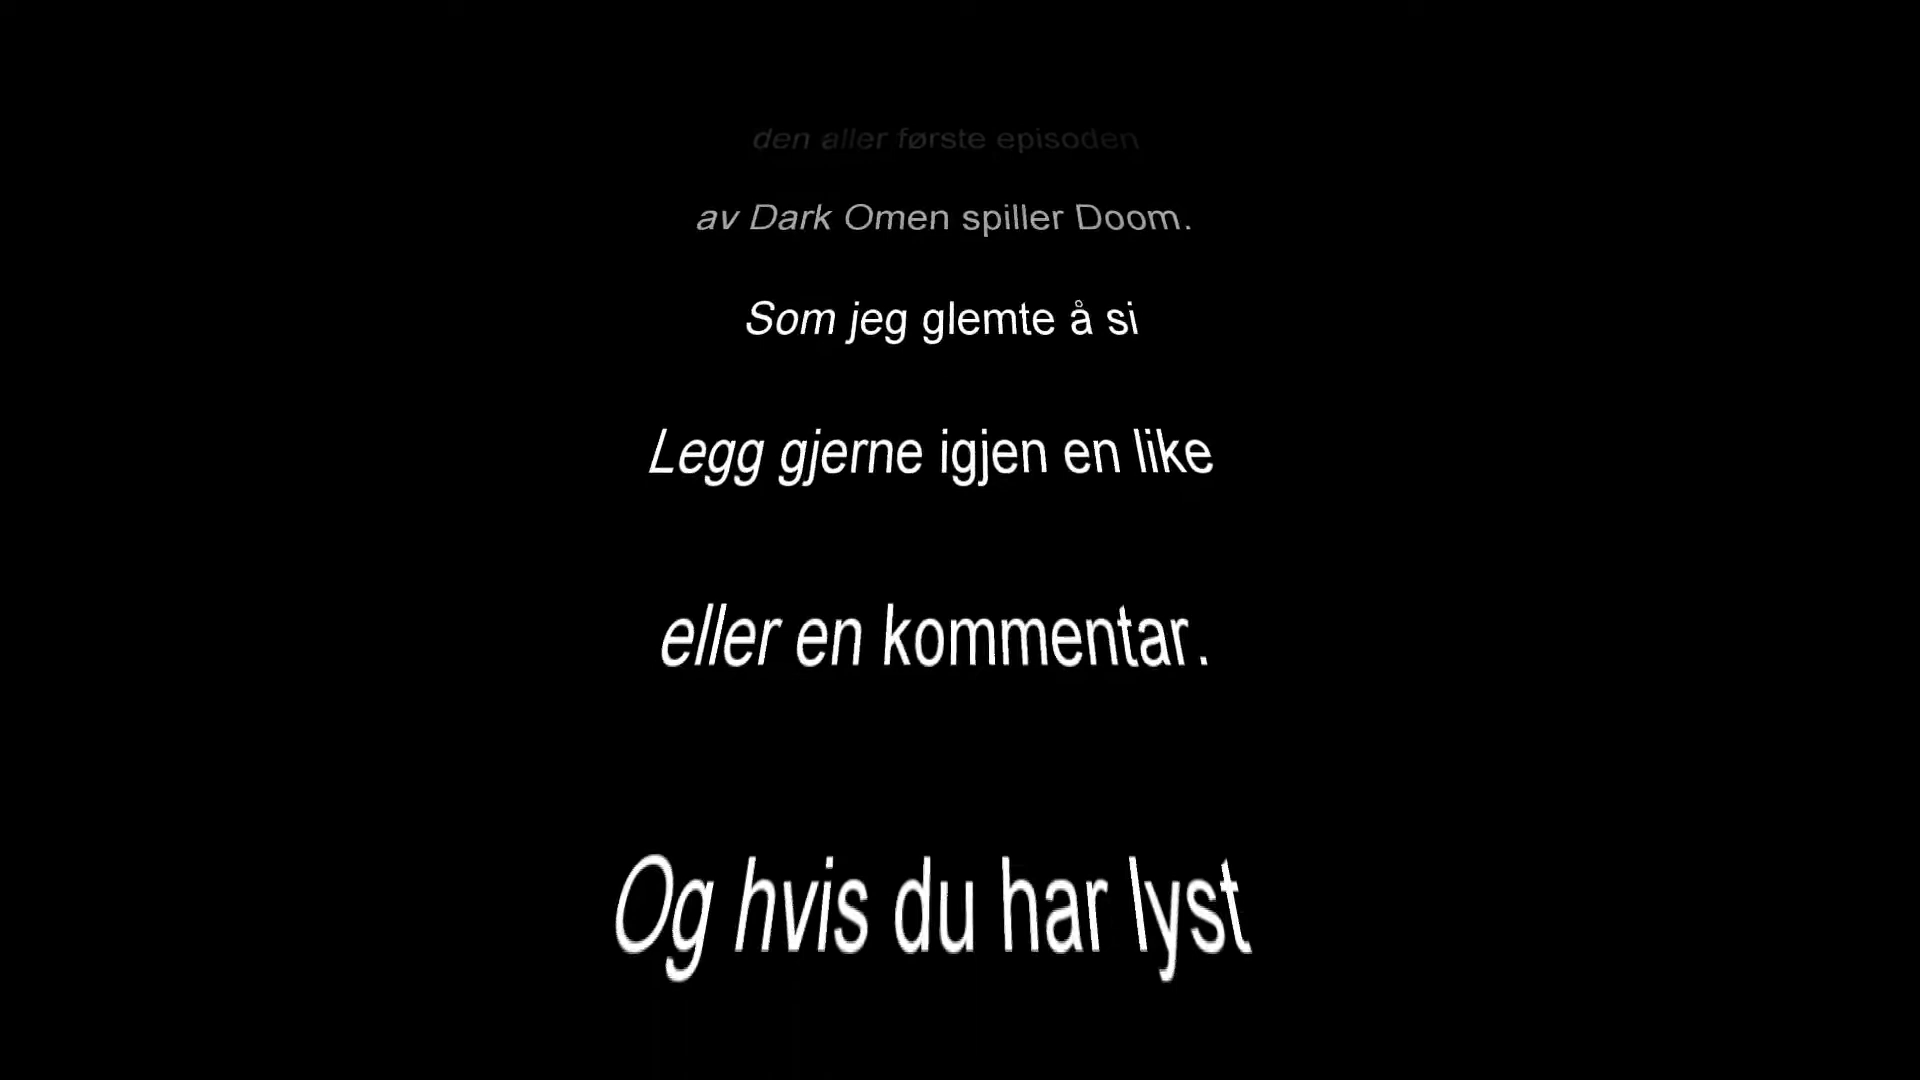 den aller første episoden
av Dark Omen spiller Doom.
Som jeg glemte å si
Legg gjerne igjen en like
eller en kommentar.
Og hvis du har lyst